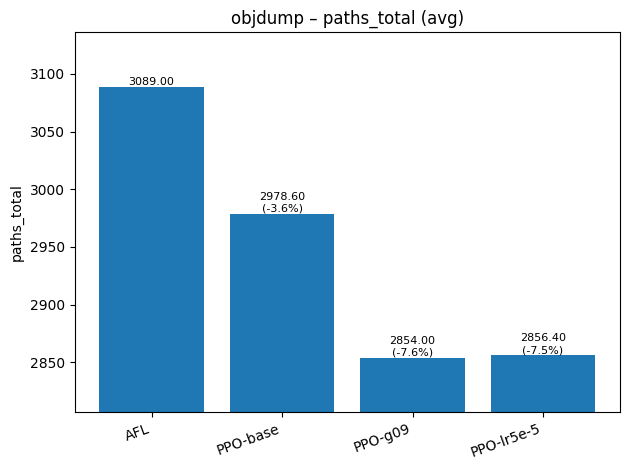 objdump – paths_total (avg)
paths_total
3100
3050
3000
2950
2900
2850
3089.00
2978.60
(-3.6%)
2854.00
(-7.6%)
2856.40
(-7.5%)
AFL
PPO-base
PPO-g09
PPO-lr5e-5